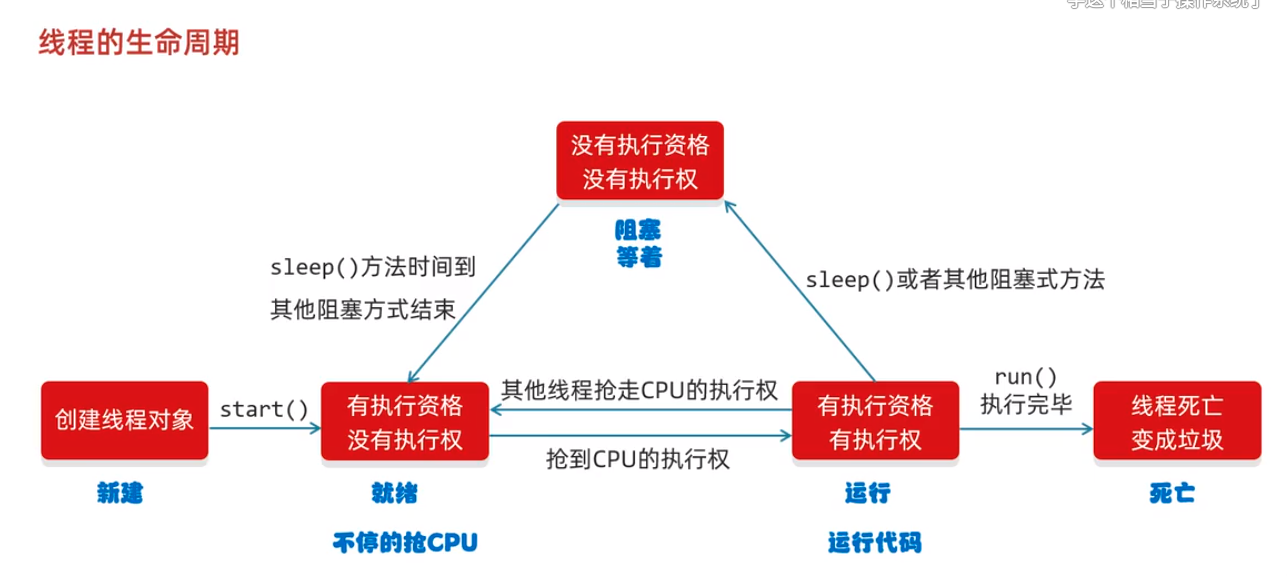 线程的生命周期
没有执行资格
没有执行权
阻塞
等着
sleep()方法时间到
其他阻塞方式结束
sleep()或者其他阻塞式方法
创建线程对象
新建
start()
有执行资格
没有执行权
就绪
不停的抢CPU
其他线程抢走CPU的执行权
抢到CPU的执行权
有执行资格
有执行权
运行
运行代码
run()
执行完毕
线程死亡
变成垃圾
死亡